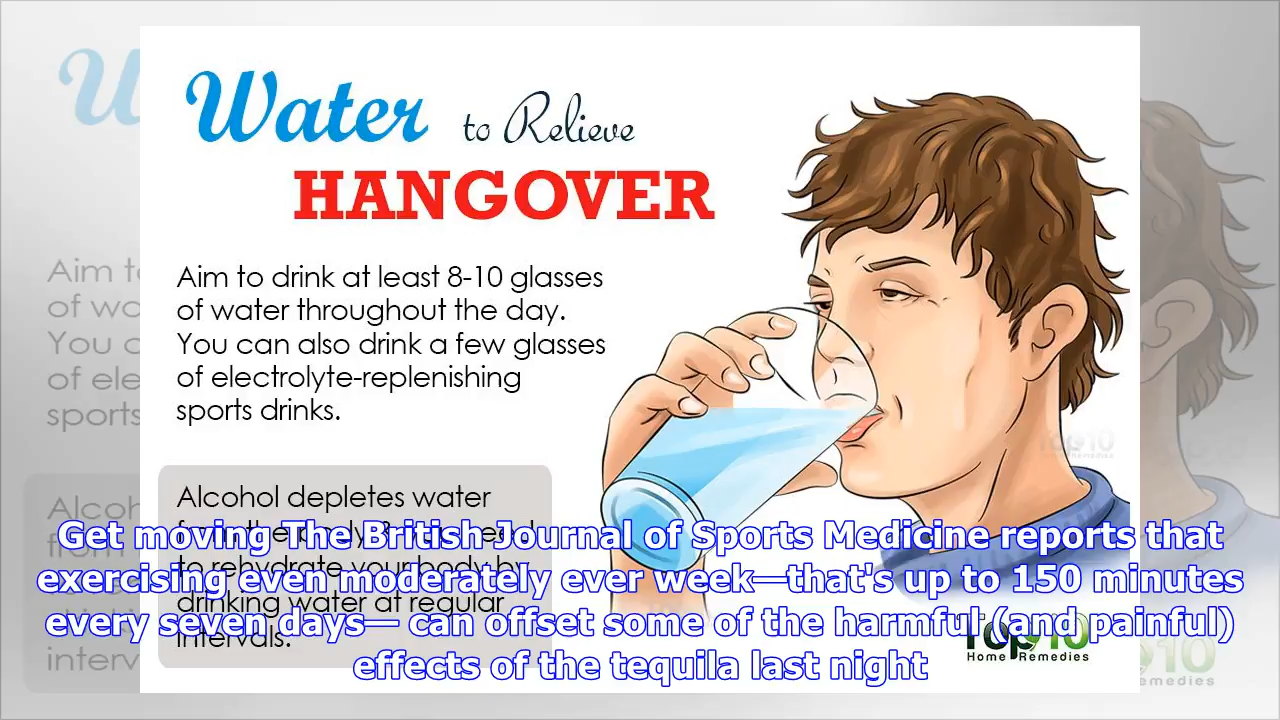 Water to Relieve
HANGOVER
Aim to drink at least 8-10 glasses
of water throughout the day.
You can also drink a few glasses
of electrolyte-replenishing
sports drinks.
Alcohol depletes water
to rehydrate your body by
drinking water at regular
intervals.
Get moving The British Journal of Sports Medicine reports that
exercising even moderately ever week—that's up to 150 minutes
every seven days— can offset some of the harmful (and painful)
effects of the tequila last night
Top10
Home Remedies